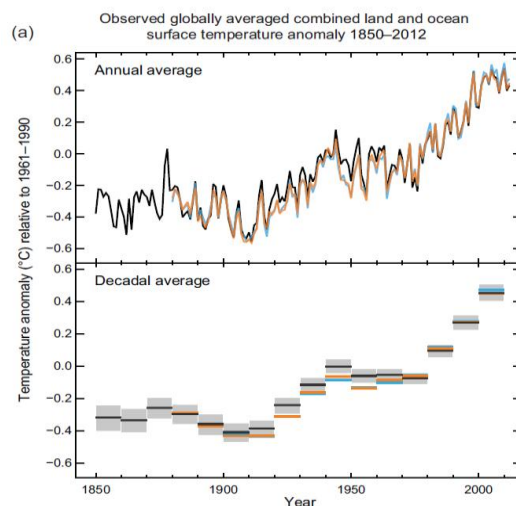 Observed globally averaged combined land and ocean
(a)
surface temperature anomaly 1850–2012
Temperature anomaly (°C) relative to 1961–1990
Annual average
0.6
0.4
0.2
0.0
−0.2
−0.4
−0.6
Decadal average
0.6
0.4
0.2
0.0
−0.2
−0.4
−0.6
1850
1900
1950
2000
Year